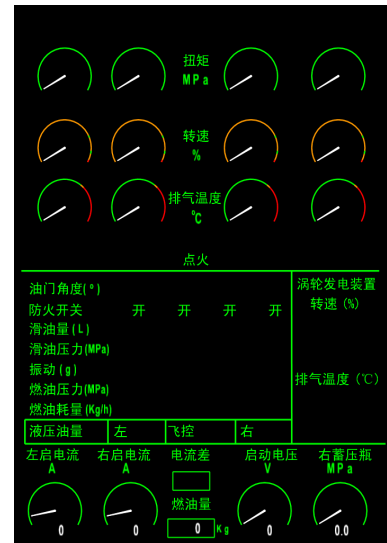 扭矩
MPa
转速
%
排气温度
℃
点火
油门角度(°)
防火开关 开 开 开 开
滑油量(L)
滑油压力(MPa)
振动(g)
燃油压力(MPa)
燃油耗量(Kg/h)
涡轮发电装置
转速(%)
排气温度(℃)
液压油量 左 飞控 右
左启电流 右启电流 电流差 启动电压 右蓄压瓶
A A V MPa
燃油量
0 0 0 Kg 0 0.0